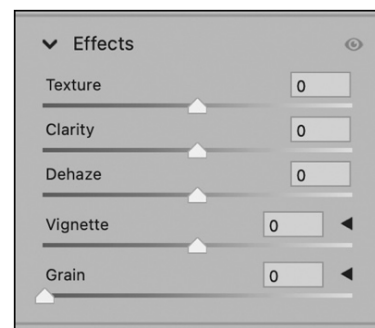 Effects
Texture 0
Clarity 0
Dehaze 0
Vignette 0
Grain 0